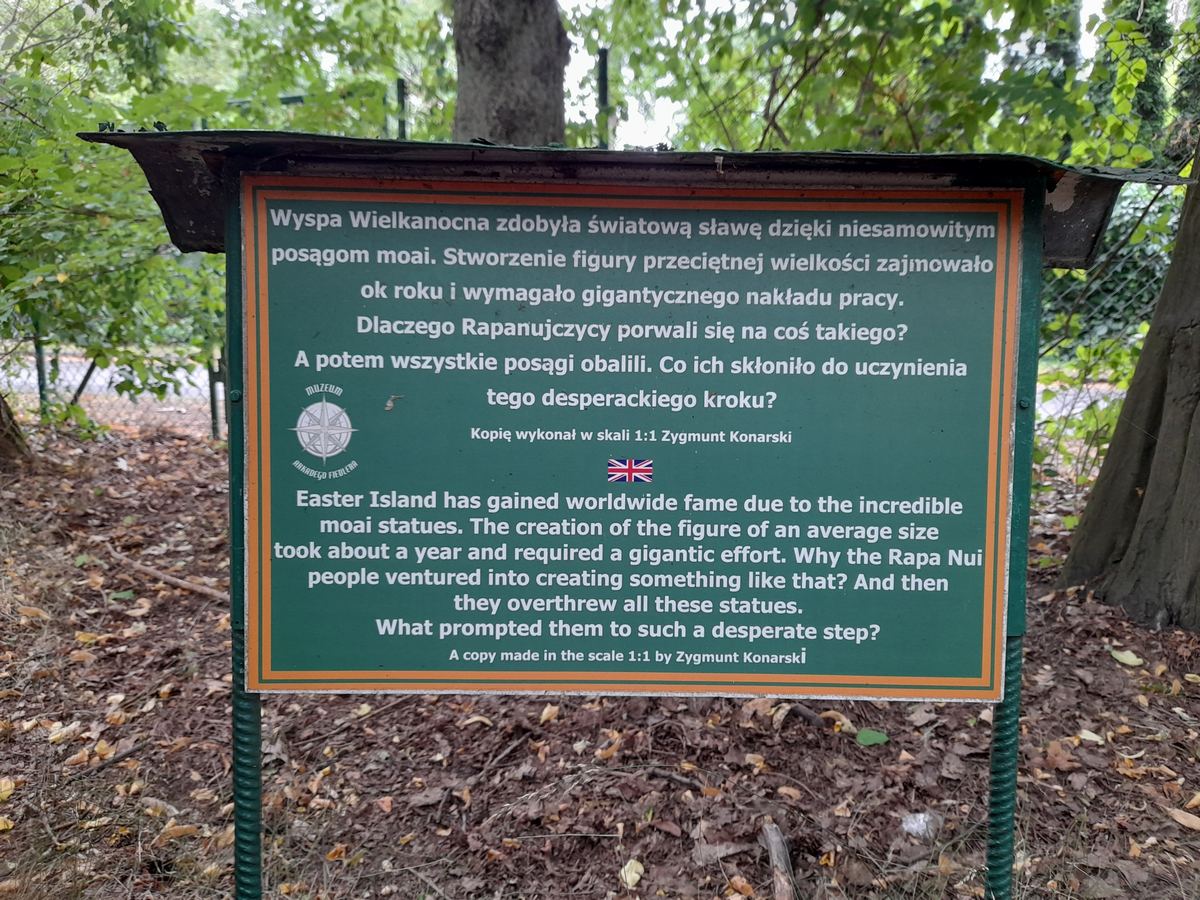 Wyspa Wielkanocna zdobyła światową sławę dzięki niesamowitym
posągom moai. Stworzenie figury przeciętnej wielkości zajmowało
ok roku i wymagało gigantycznego nakładu pracy.
Dlaczego Rapanujczycy porwali się na coś takiego?
A potem wszystkie posągi obalili. Co ich skłoniło do uczynienia
tego desperackiego kroku?
MUZEUM
ARKADEGO FIEDLERA
Kopię wykonał w skali 1:1 Zygmunt Konarski
Easter Island has gained worldwide fame due to the incredible
moai statues. The creation of the figure of an average size
took about a year and required a gigantic effort. Why the Rapa Nui
people ventured into creating something like that? And then
they overthrew all these statues.
What prompted them to such a desperate step?
A copy made in the scale 1:1 by Zygmunt Konarski